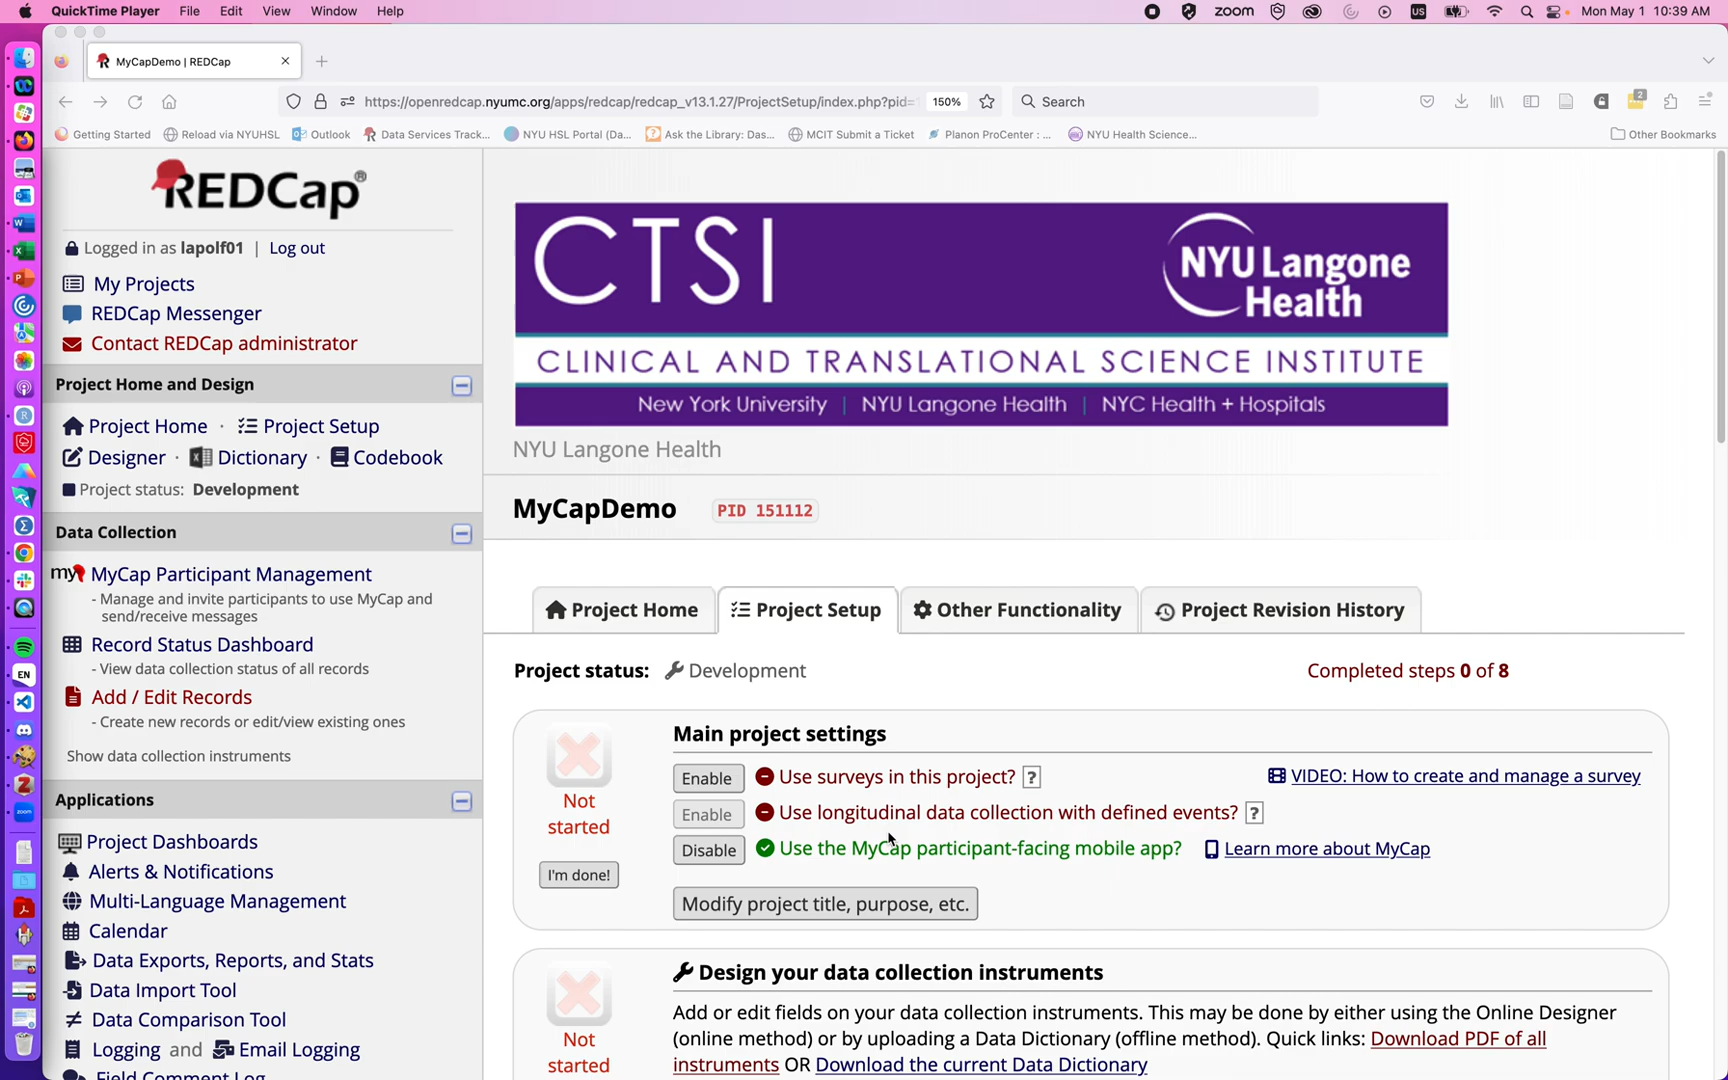 QuickTime Player File Edit View Window Help
zoom US Mon May 1 10:39 AM
MyCapDemo | REDCap
https://openredcap.nyumc.org/apps/redcap/redcap_v13.1.27/ProjectSetup/index.php?pid= 150% Search 2
Getting Started Reload via NYUHSL Outlook Data Services Track... NYU HSL Portal (Da... Ask the Library: Das... MCIT Submit a Ticket Planon ProCenter : ... NYU Health Science... Other Bookmarks
REDCap®
Logged in as lapolf01 | Log out
My Projects
REDCap Messenger
Contact REDCap administrator
Project Home and Design
Project Home · Project Setup
Designer · Dictionary · Codebook
Project status: Development
Data Collection
my MyCap Participant Management
- Manage and invite participants to use MyCap and
send/receive messages
Record Status Dashboard
- View data collection status of all records
Add / Edit Records
- Create new records or edit/view existing ones
Show data collection instruments
Applications
Project Dashboards
Alerts & Notifications
Multi-Language Management
Calendar
Data Exports, Reports, and Stats
Data Import Tool
Data Comparison Tool
Logging and Email Logging
Field Comment Log
CTSI
NYU Langone
Health
CLINICAL AND TRANSLATIONAL SCIENCE INSTITUTE
New York University | NYU Langone Health | NYC Health + Hospitals
NYU Langone Health
MyCapDemo PID 151112
Project Home Project Setup Other Functionality Project Revision History
Project status: Development Completed steps 0 of 8
Not
started
I'm done!
Main project settings
Enable Use surveys in this project? ? VIDEO: How to create and manage a survey
Enable Use longitudinal data collection with defined events? ?
Disable Use the MyCap participant-facing mobile app? Learn more about MyCap
Modify project title, purpose, etc.
Not
started
Design your data collection instruments
Add or edit fields on your data collection instruments. This may be done by either using the Online Designer
(online method) or by uploading a Data Dictionary (offline method). Quick links: Download PDF of all
instruments OR Download the current Data Dictionary
EN
zoom